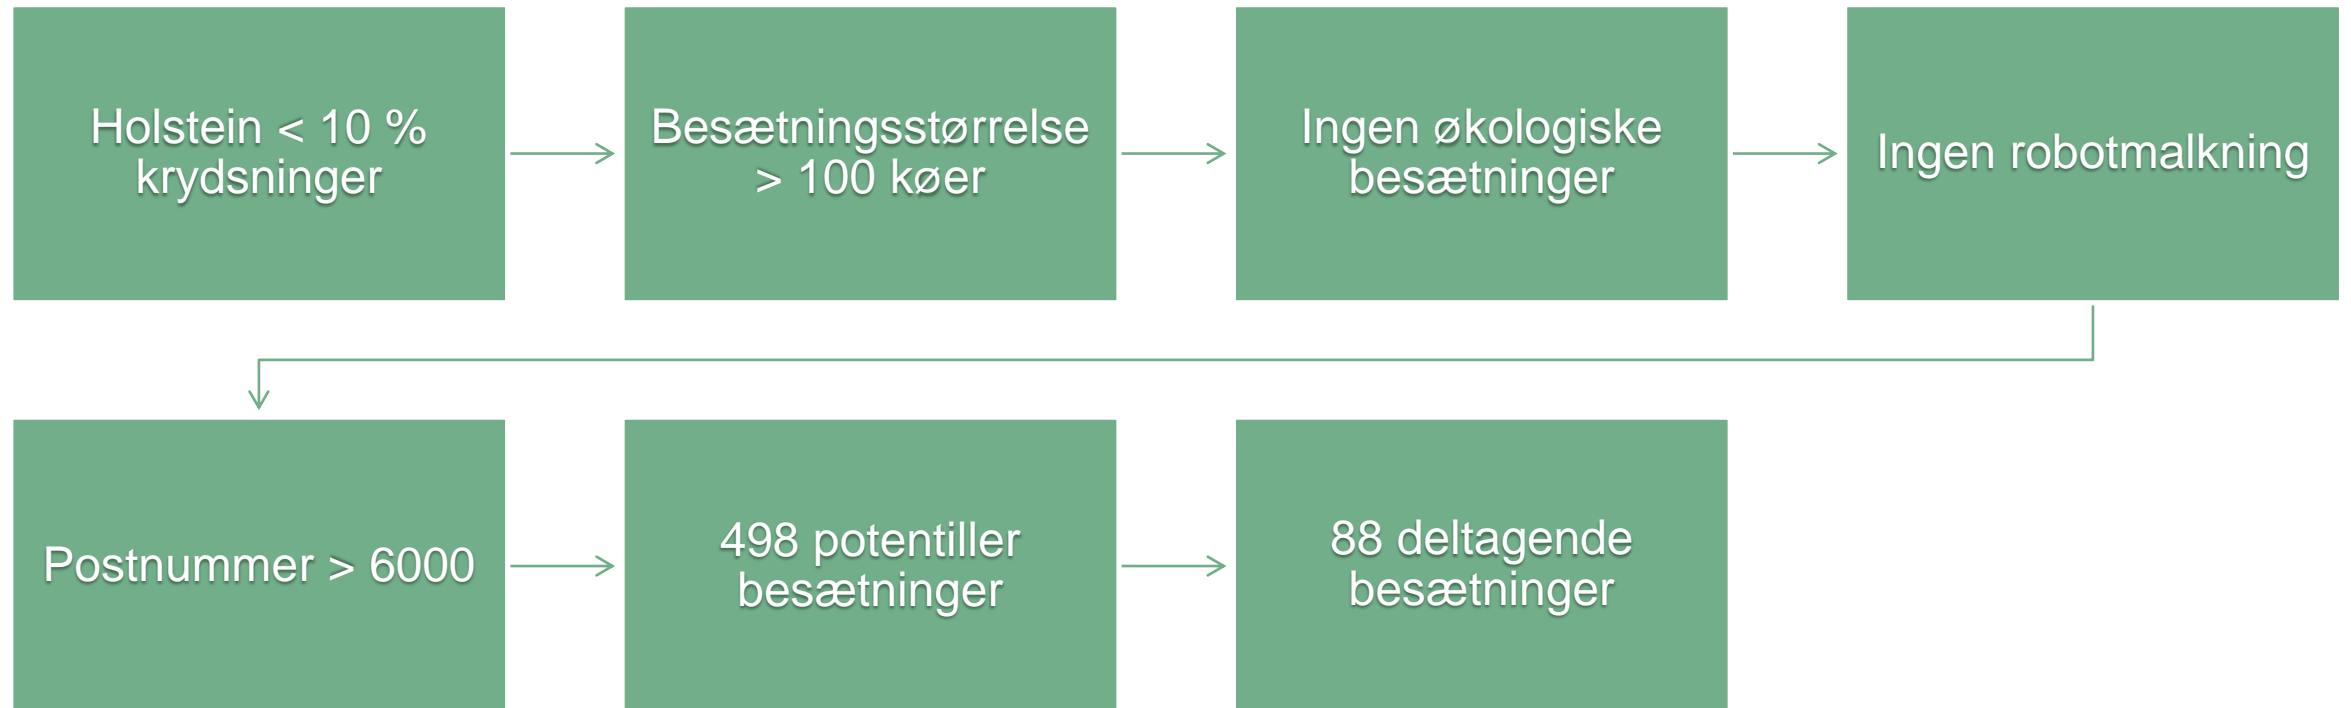 Holstein < 10 %
krydsninger
Besætningsstørrelse
> 100 køer
Ingen økologiske
besætninger
Ingen robotmalkning
Postnummer > 6000
498 potentiller
besætninger
88 deltagende
besætninger